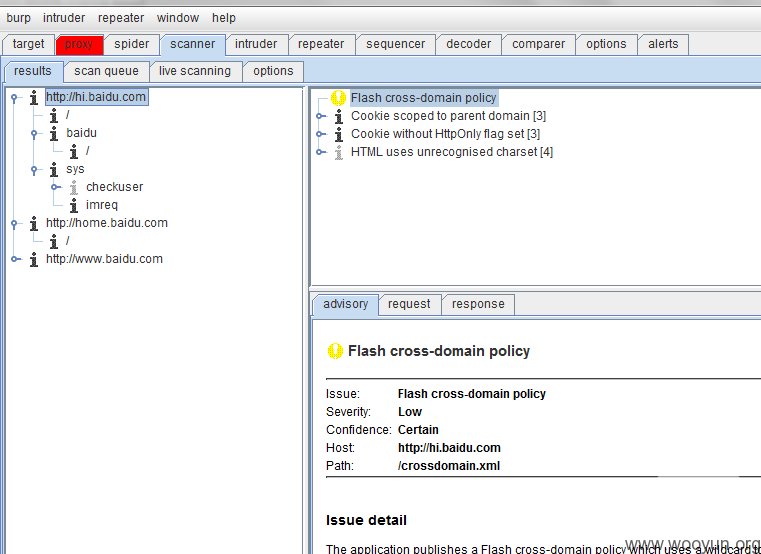 burp intruder repeater window help
target proxy spider scanner intruder repeater sequencer decoder comparer options alerts
results scan queue live scanning options
http://hi.baidu.com
/
baidu
/
sys
checkuser
imreq
http://home.baidu.com
/
http://www.baidu.com
Flash cross-domain policy
Cookie scoped to parent domain [3]
Cookie without HttpOnly flag set [3]
HTML uses unrecognised charset [4]
advisory request response
Flash cross-domain policy
Issue: Flash cross-domain policy
Severity: Low
Confidence: Certain
Host: http://hi.baidu.com
Path: /crossdomain.xml
Issue detail
The application publishes a Flash cross-domain policy which uses a wildcard to
www.wooyun.org